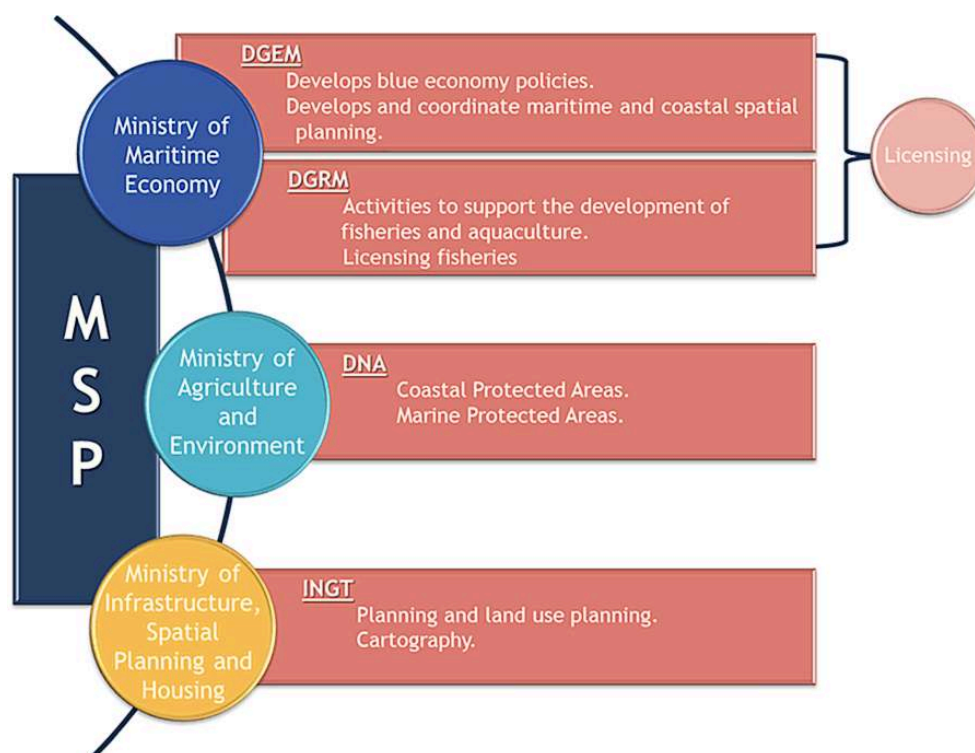 DGEM
Develops blue economy policies.
Develops and coordinate maritime and coastal spatial
planning.
Ministry of
Maritime
Economy
Licensing
DGRM
Activities to support the development of
fisheries and aquaculture.
Licensing fisheries
M
S
P
Ministry of
Agriculture
and
Environment
DNA
Coastal Protected Areas.
Marine Protected Areas.
Ministry of
Infrastructure,
Spatial
Planning and
Housing
INGT
Planning and land use planning.
Cartography.